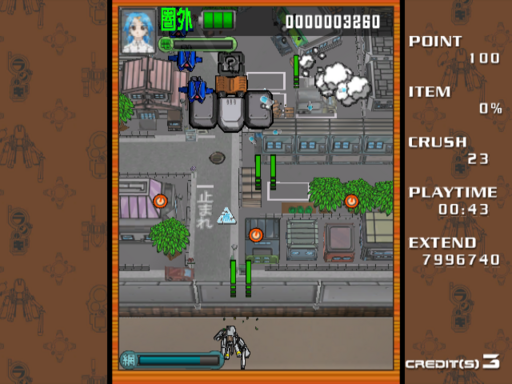 圏外
0000003260
止まれ
POINT
100
ITEM
0%
CRUSH
23
PLAYTIME
00:43
EXTEND
7996740
CREDIT(S) 3